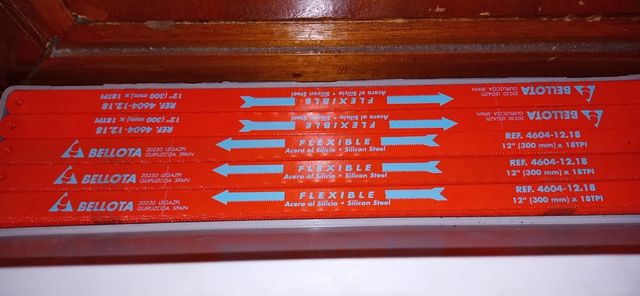 REF. 4604-12.18
12" (300 mm) x 18TPI
FLEXIBLE
Acero al Silicio • Silicon Steel
BELLOTA
20230 LEGAZPI
GUIPUZCOA SPAIN
REF. 4604-12.18
12" (300 mm) x 18TPI
FLEXIBLE
Acero al Silicio • Silicon Steel
BELLOTA
20230 LEGAZPI
GUIPUZCOA SPAIN
BELLOTA
20230 LEGAZPI
GUIPUZCOA SPAIN
FLEXIBLE
Acero al Silicio • Silicon Steel
REF. 4604-12.18
12" (300 mm) x 18TPI
BELLOTA
20230 LEGAZPI
GUIPUZCOA SPAIN
FLEXIBLE
Acero al Silicio • Silicon Steel
REF. 4604-12.18
12" (300 mm) x 18TPI
BELLOTA
20230 LEGAZPI
GUIPUZCOA SPAIN
FLEXIBLE
Acero al Silicio • Silicon Steel
REF. 4604-12.18
12" (300 mm) x 18TPI